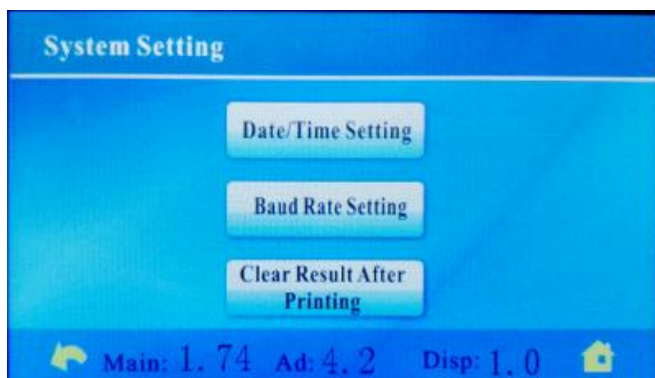 System Setting
Date/Time Setting
Baud Rate Setting
Clear Result After
Printing
Main: 1.74 Ad: 4.2 Disp: 1.0